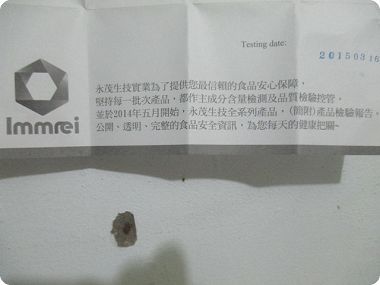 Testing date:
20150316
永茂生技實業為了提供您最信賴的食品安心保障,
堅持每一批次產品,都作主成分含量檢測及品質檢驗控管,
並於2014年五月開始,永茂生技全系列產品,(簡附)產品檢驗報告。
公開、透明、完整的食品安全資訊,為您每天的健康把關~
Immrei